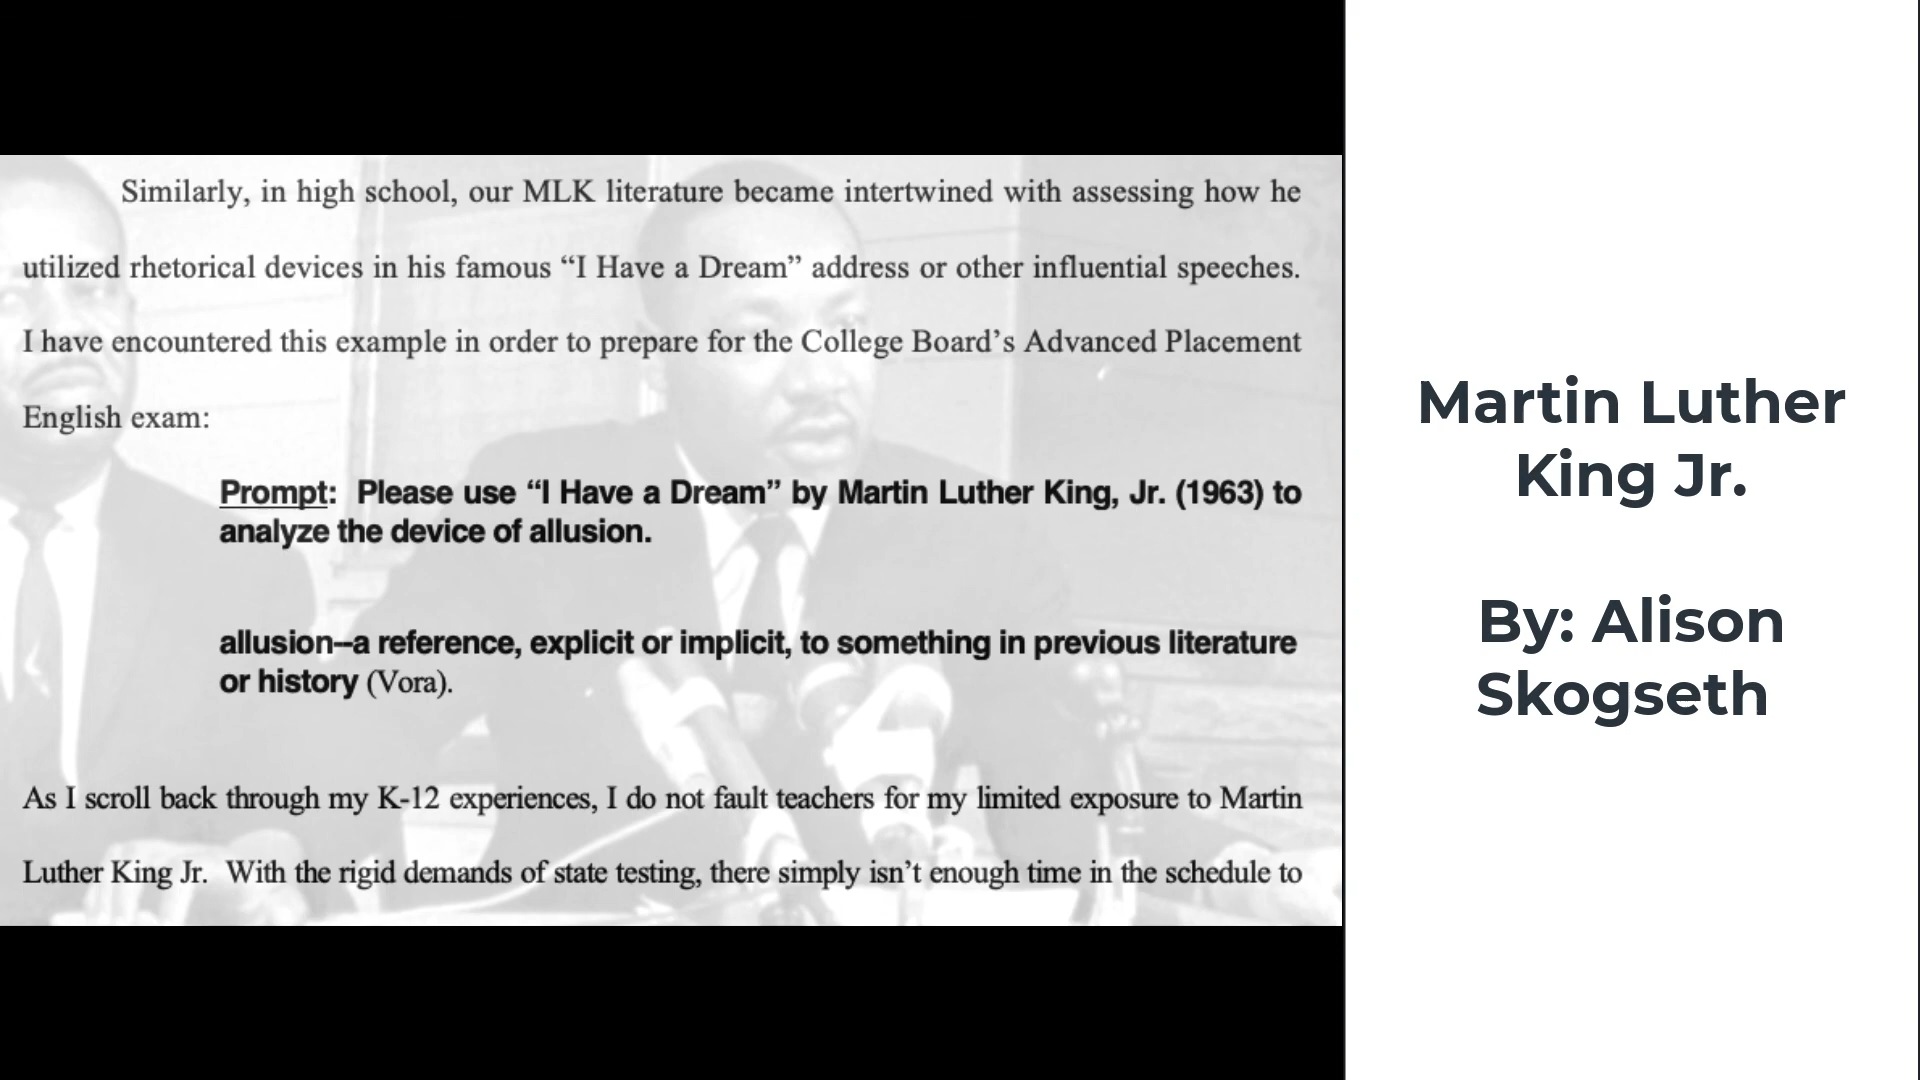 Similarly, in high school, our MLK literature became intertwined with assessing how he
utilized rhetorical devices in his famous “I Have a Dream” address or other influential speeches.
I have encountered this example in order to prepare for the College Board’s Advanced Placement
English exam:
Prompt: Please use “I Have a Dream” by Martin Luther King, Jr. (1963) to
analyze the device of allusion.
allusion--a reference, explicit or implicit, to something in previous literature
or history (Vora).
As I scroll back through my K-12 experiences, I do not fault teachers for my limited exposure to Martin
Luther King Jr. With the rigid demands of state testing, there simply isn’t enough time in the schedule to
Martin Luther
King Jr.
By: Alison
Skogseth